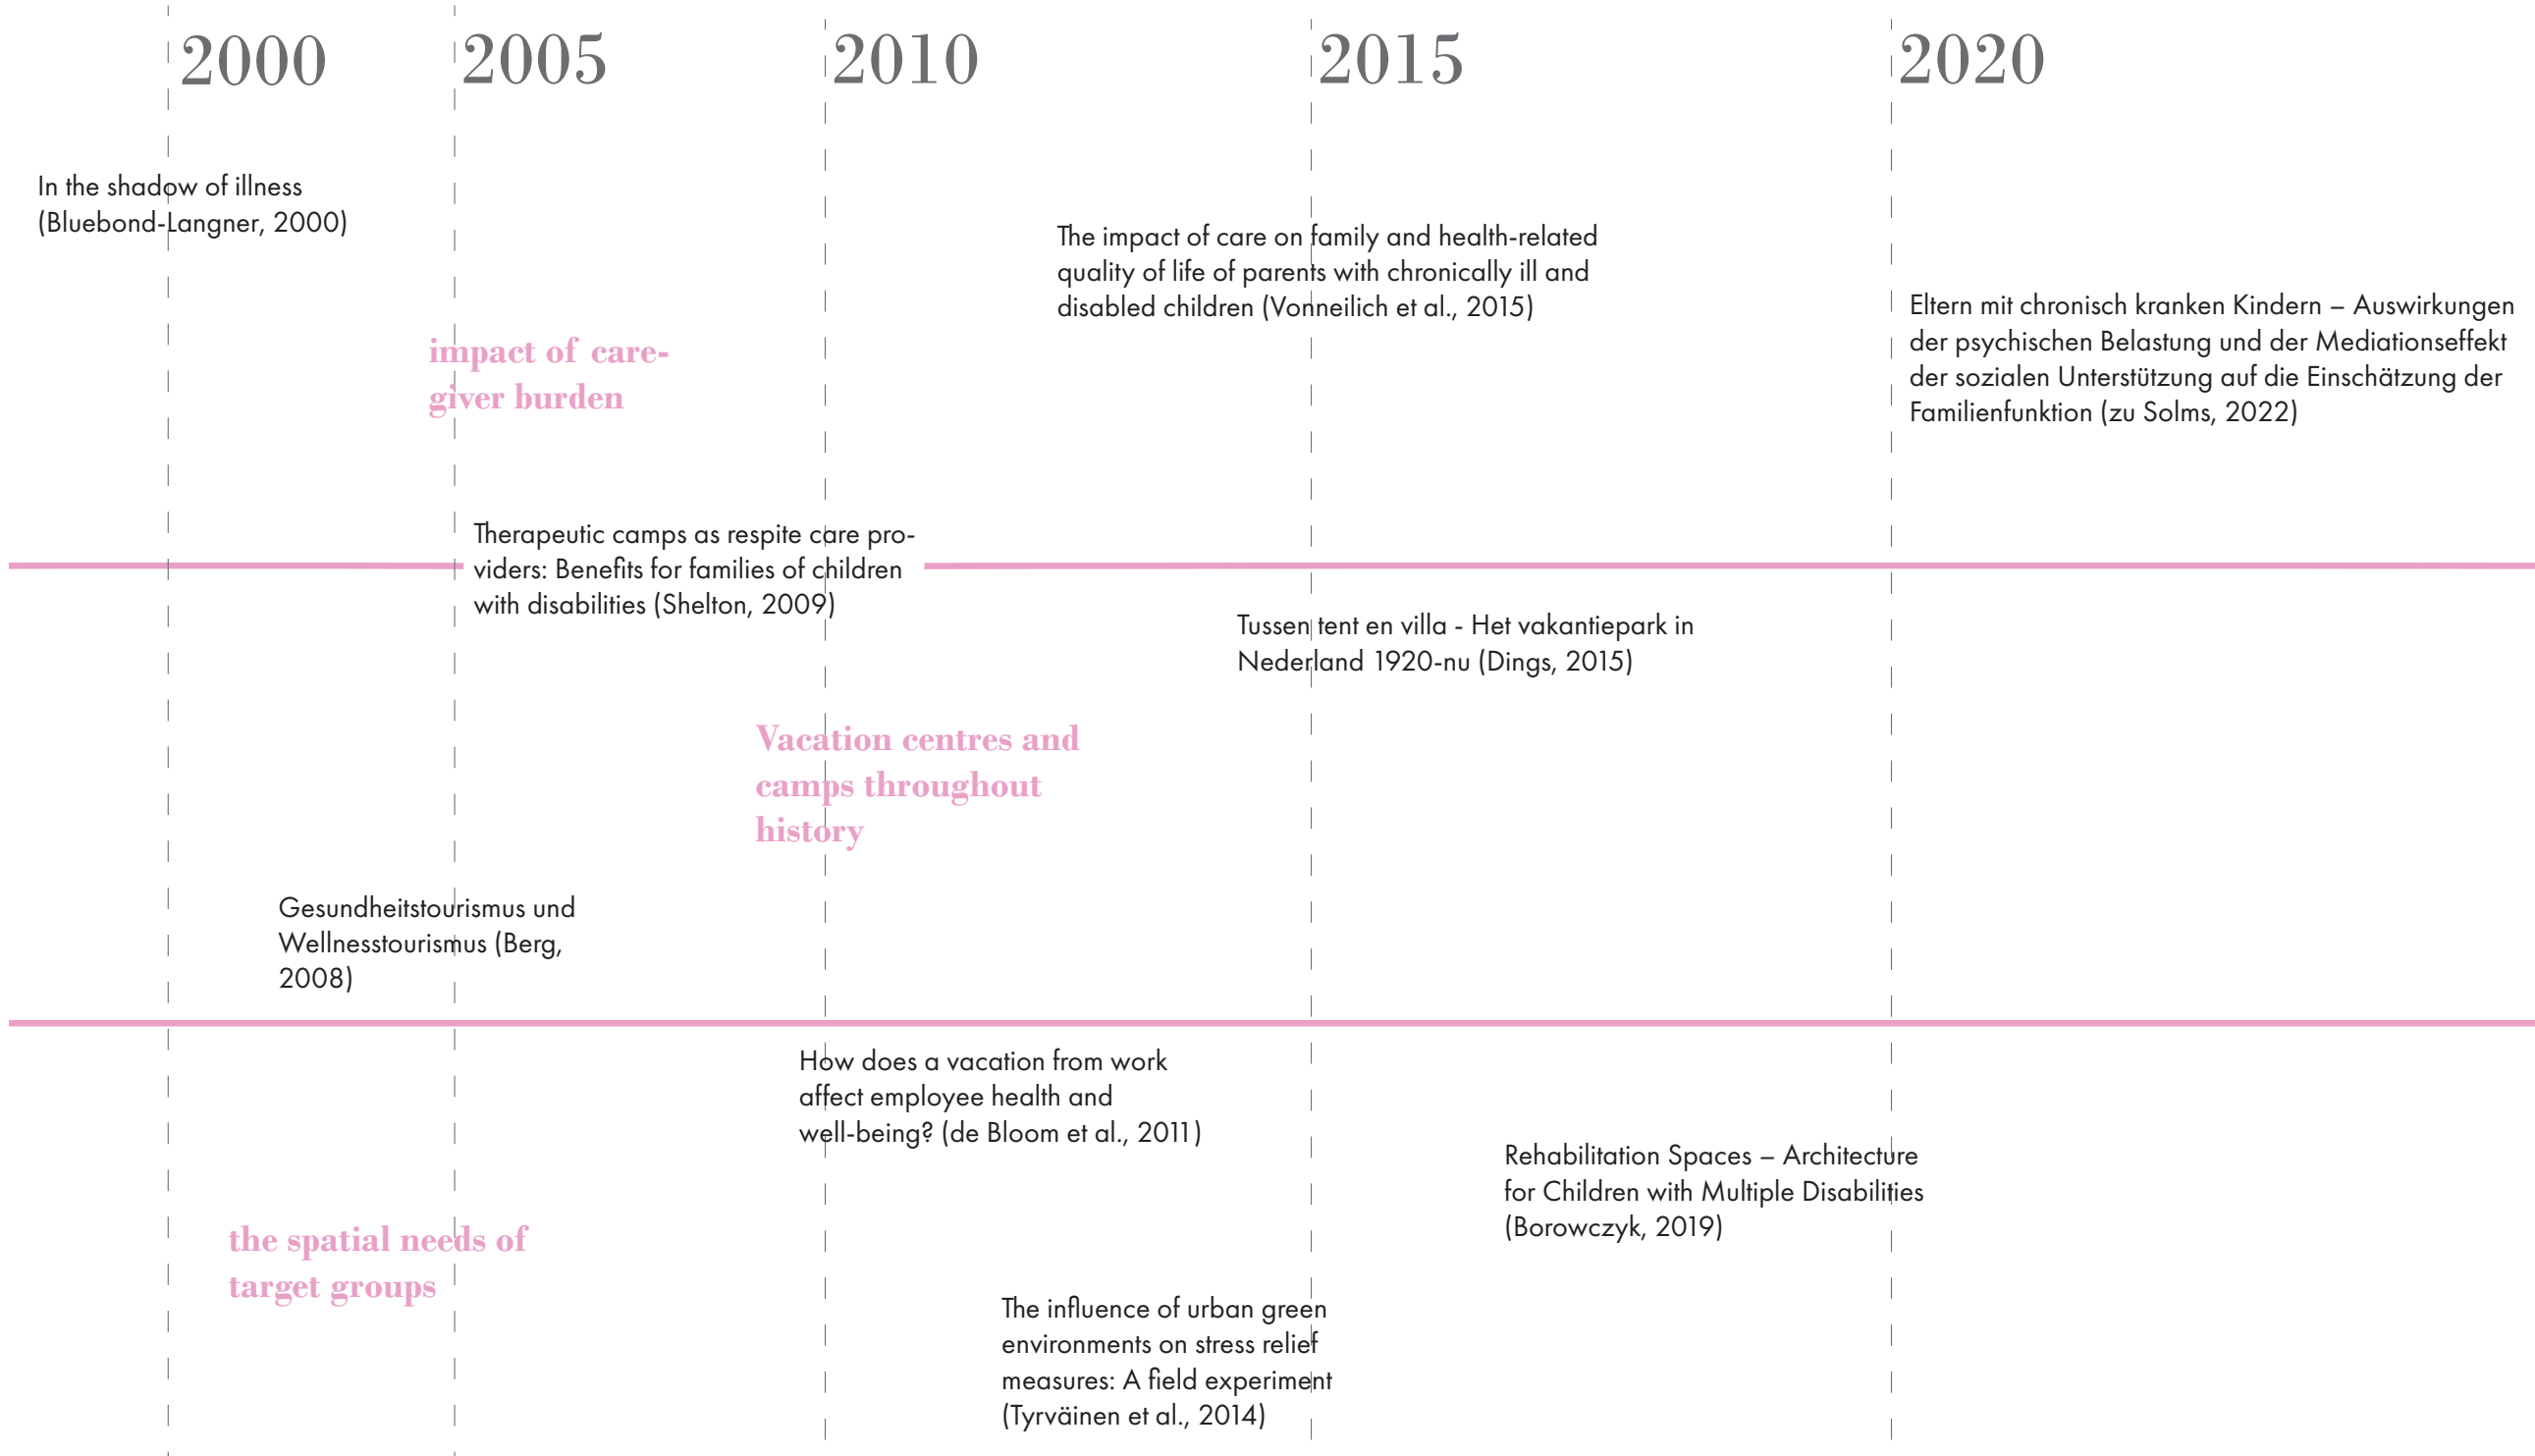 2000
2005
2010
2015
2020
In the shadow of illness
(Bluebond-Langner, 2000)
The impact of care on family and health-related
quality of life of parents with chronically ill and
disabled children (Vonneilich et al., 2015)
Eltern mit chronisch kranken Kindern – Auswirkungen
der psychischen Belastung und der Mediationseffekt
der sozialen Unterstützung auf die Einschätzung der
Familienfunktion (zu Solms, 2022)
impact of care-
giver burden
Therapeutic camps as respite care pro-
viders: Benefits for families of children
with disabilities (Shelton, 2009)
Tussen tent en villa - Het vakantiepark in
Nederland 1920-nu (Dings, 2015)
Vacation centres and
camps throughout
history
Gesundheitstourismus und
Wellnesstourismus (Berg,
2008)
How does a vacation from work
affect employee health and
well-being? (de Bloom et al., 2011)
Rehabilitation Spaces – Architecture
for Children with Multiple Disabilities
(Borowczyk, 2019)
the spatial needs of
target groups
The influence of urban green
environments on stress relief
measures: A field experiment
(Tyrväinen et al., 2014)